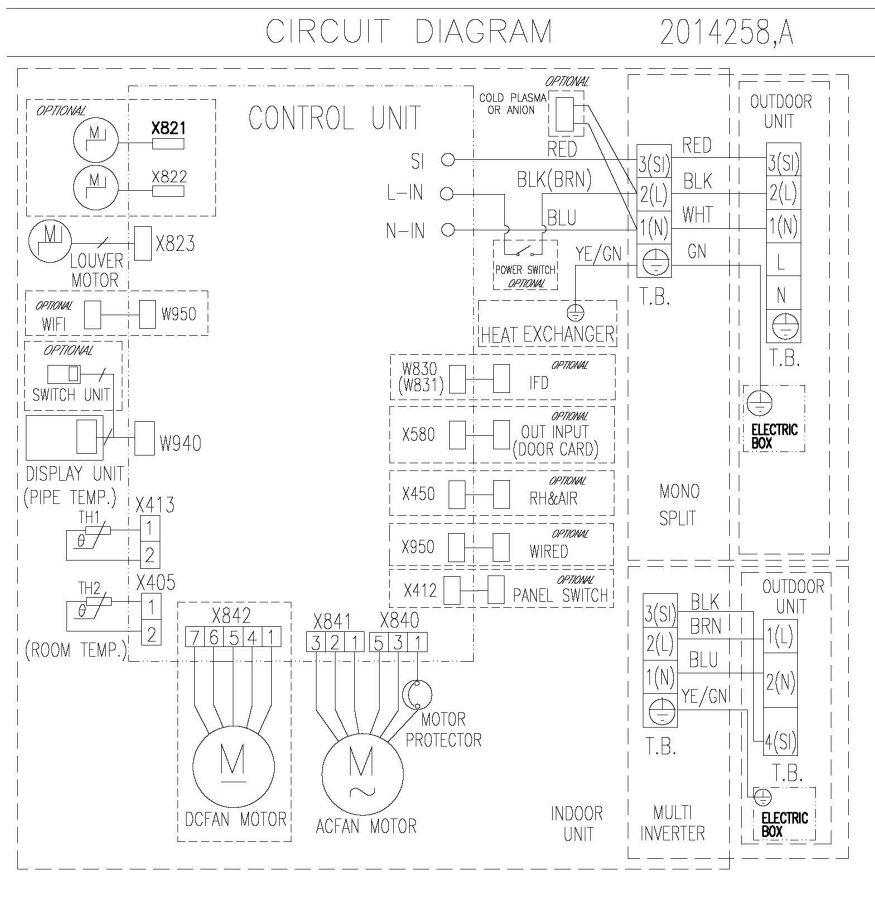 CIRCUIT DIAGRAM 2014258,A
OPTIONAL
M
X821
M
X822
M
X823
LOUVER
MOTOR
OPTIONAL
WIFI
W950
OPTIONAL
SWITCH UNIT
W940
DISPLAY UNIT
(PIPE TEMP.)
X413
TH1
θ
1
2
X405
TH2
θ
1
2
(ROOM TEMP.)
CONTROL UNIT
SI
L-IN
N-IN
OPTIONAL
COLD PLASMA
OR ANION
RED
BLK(BRN)
BLU
POWER SWITCH
OPTIONAL
YE/GN
HEAT EXCHANGER
3(SI)
2(L)
1(N)
T.B.
RED
BLK
WHT
GN
OUTDOOR
UNIT
3(SI)
2(L)
1(N)
L
N
T.B.
ELECTRIC
BOX
W830
(W831)
OPTIONAL
IFD
X580
OPTIONAL
OUT INPUT
(DOOR CARD)
X450
OPTIONAL
RH&AIR
X950
OPTIONAL
WIRED
X412
OPTIONAL
PANEL SWITCH
MONO
SPLIT
X842
7 6 5 4 1
M
DCFAN MOTOR
X841
3 2 1
X840
5 3 1
MOTOR
PROTECTOR
M
~
ACFAN MOTOR
INDOOR
UNIT
3(SI)
2(L)
1(N)
T.B.
BLK
BRN
BLU
YE/GN
OUTDOOR
UNIT
1(L)
2(N)
4(SI)
T.B.
ELECTRIC
BOX
MULTI
INVERTER